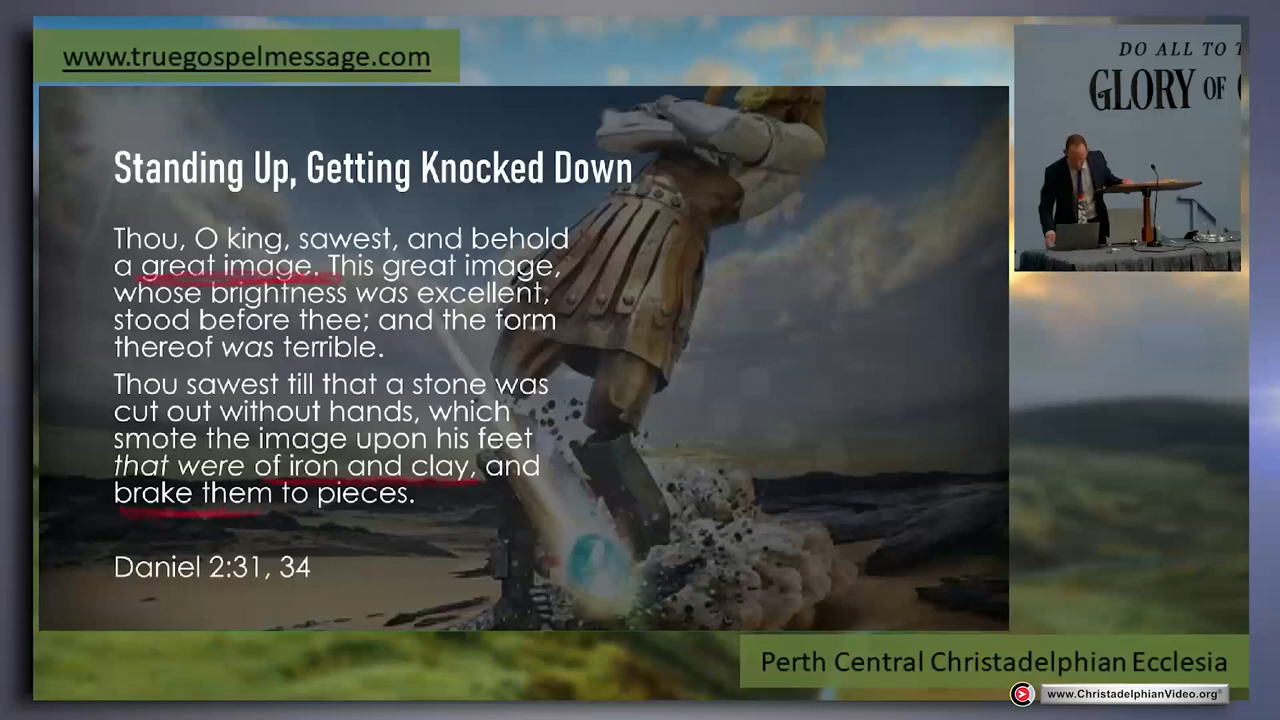 www.truegospelmessage.com
DO ALL TO T
GLORY OF
Standing Up, Getting Knocked Down
Thou, O king, sawest, and behold
a great image. This great image,
whose brightness was excellent,
stood before thee; and the form
thereof was terrible.
Thou sawest till that a stone was
cut out without hands, which
smote the image upon his feet
that were of iron and clay, and
brake them to pieces.
Daniel 2:31, 34
Perth Central Christadelphian Ecclesia
www.ChristadelphianVideo.org